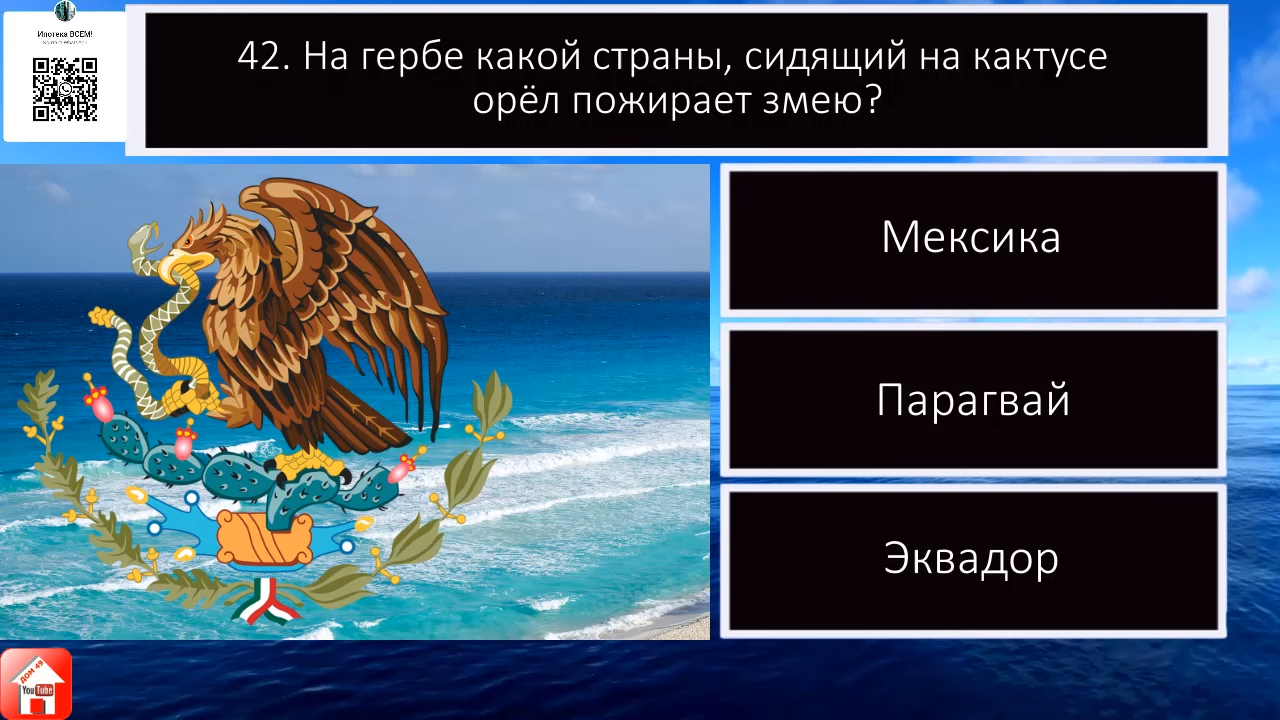 Ипотека ВСЕМ!
42. На гербе какой страны, сидящий на кактусе
орёл пожирает змею?
Мексика
Парагвай
Эквадор
ДОМ 49
YouTube